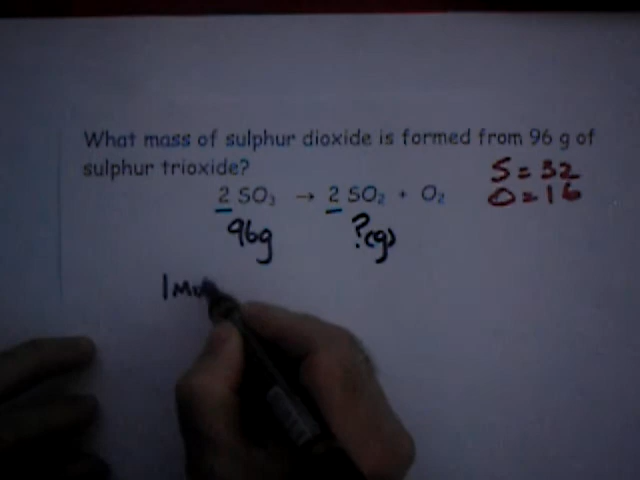 What mass of sulphur dioxide is formed from 96 g of
sulphur trioxide?
S = 32
2 SO₃ → 2 SO₂ + O₂
O = 16
96g ?(g)
1